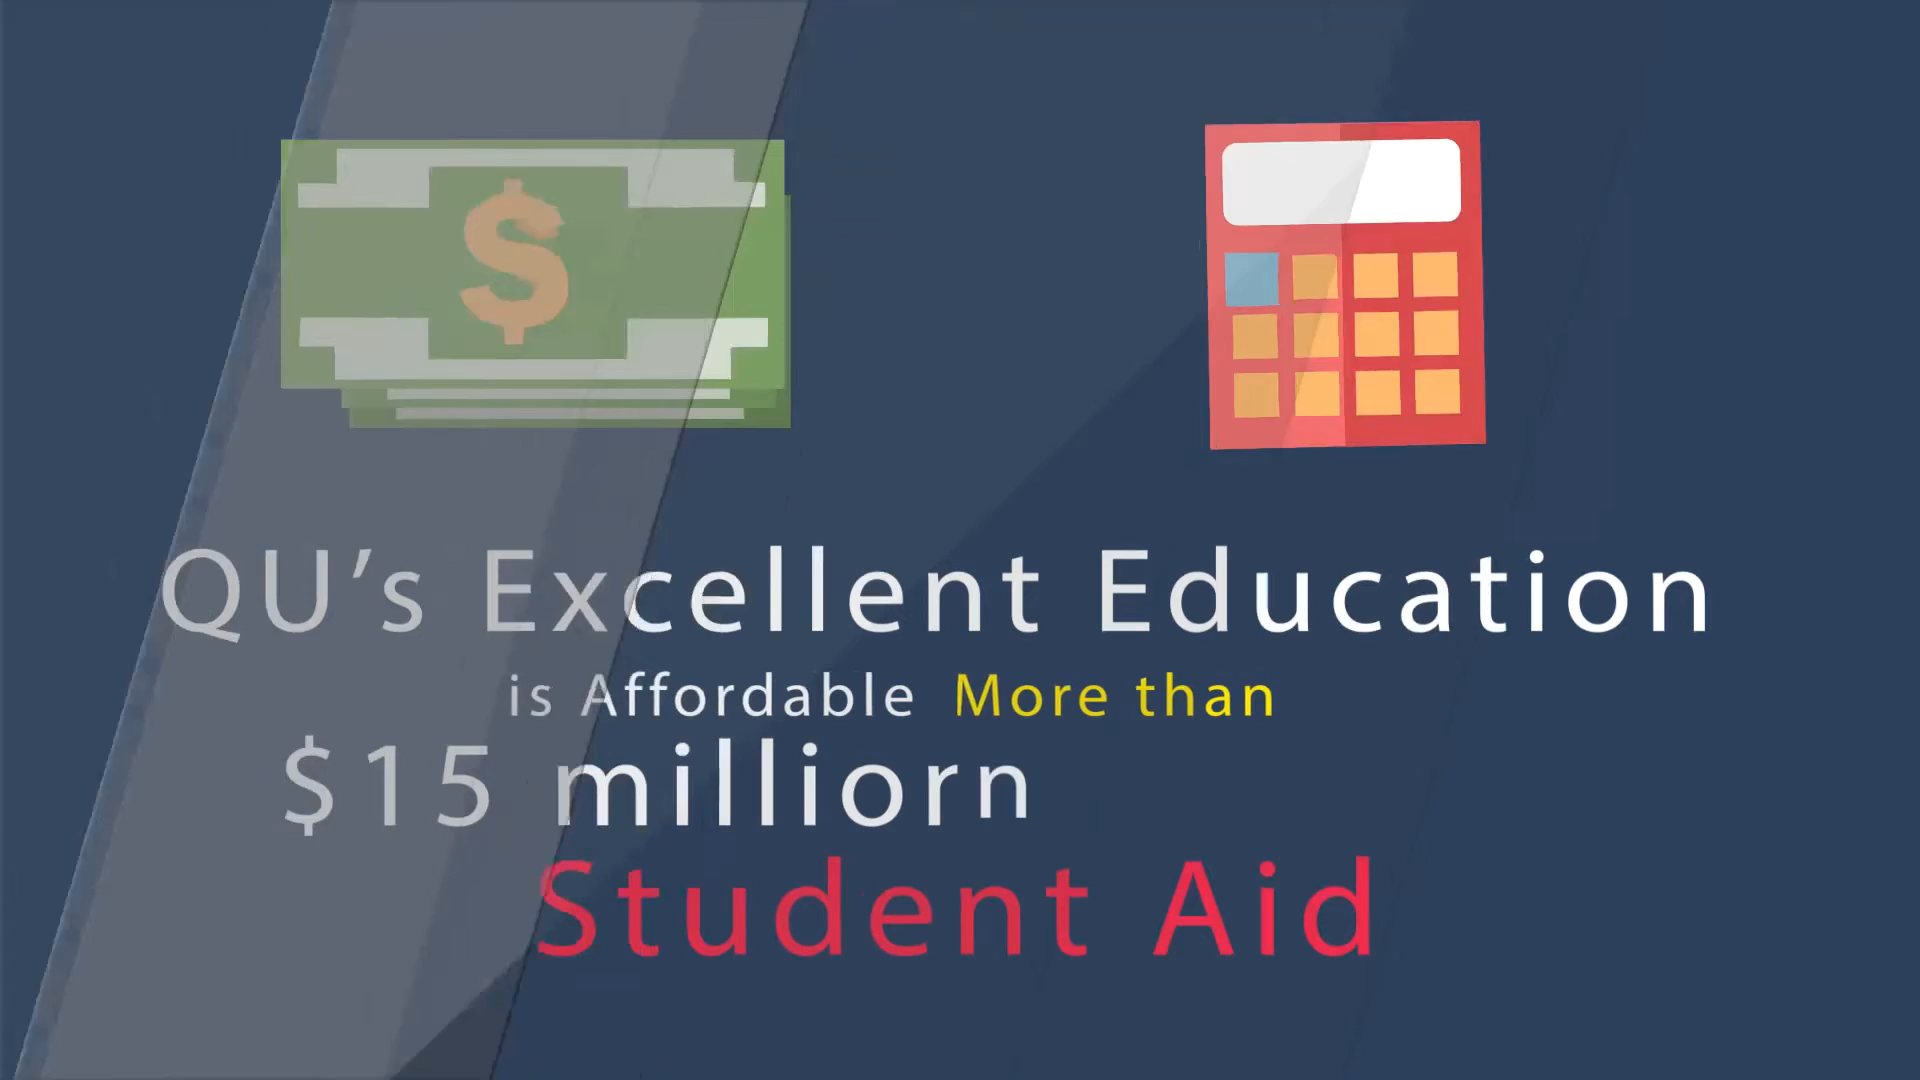 $
QU's Excellent Education
is Affordable More than
$15 milliorn
Student Aid